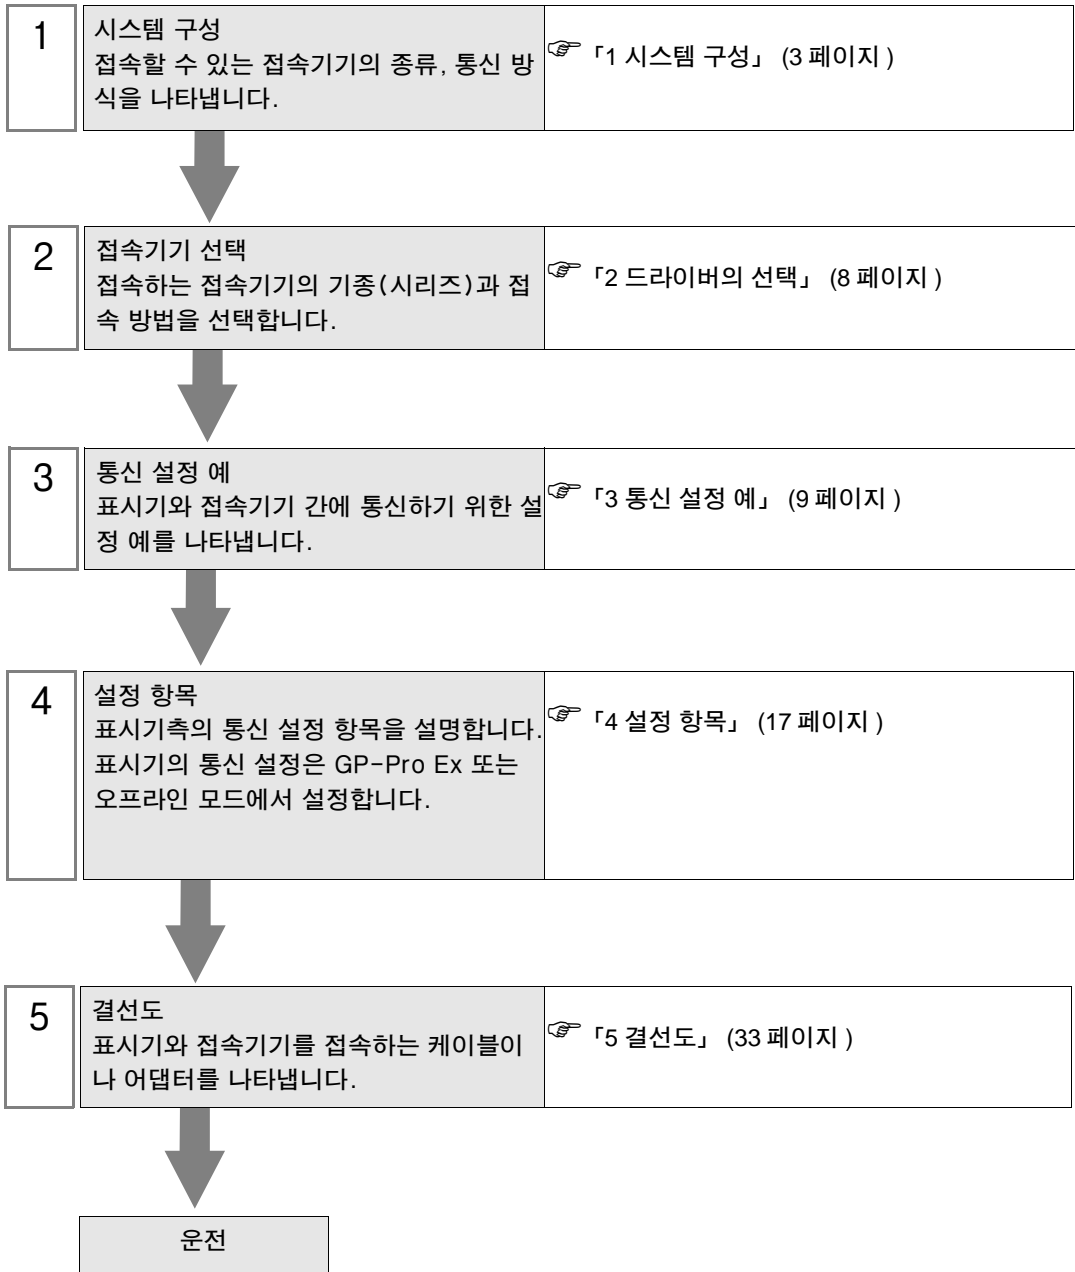 1
시스템 구성
접속할 수 있는 접속기기의 종류, 통신 방
식을 나타냅니다.
☞ 「1 시스템 구성」 (3 페이지 )
2
접속기기 선택
접속하는 접속기기의 기종(시리즈)과 접
속 방법을 선택합니다.
☞ 「2 드라이버의 선택」 (8 페이지 )
3
통신 설정 예
표시기와 접속기기 간에 통신하기 위한 설
정 예를 나타냅니다.
☞ 「3 통신 설정 예」 (9 페이지 )
4
설정 항목
표시기측의 통신 설정 항목을 설명합니다.
표시기의 통신 설정은 GP-Pro Ex 또는
오프라인 모드에서 설정합니다.
☞ 「4 설정 항목」 (17 페이지 )
5
결선도
표시기와 접속기기를 접속하는 케이블이
나 어댑터를 나타냅니다.
☞ 「5 결선도」 (33 페이지 )
운전